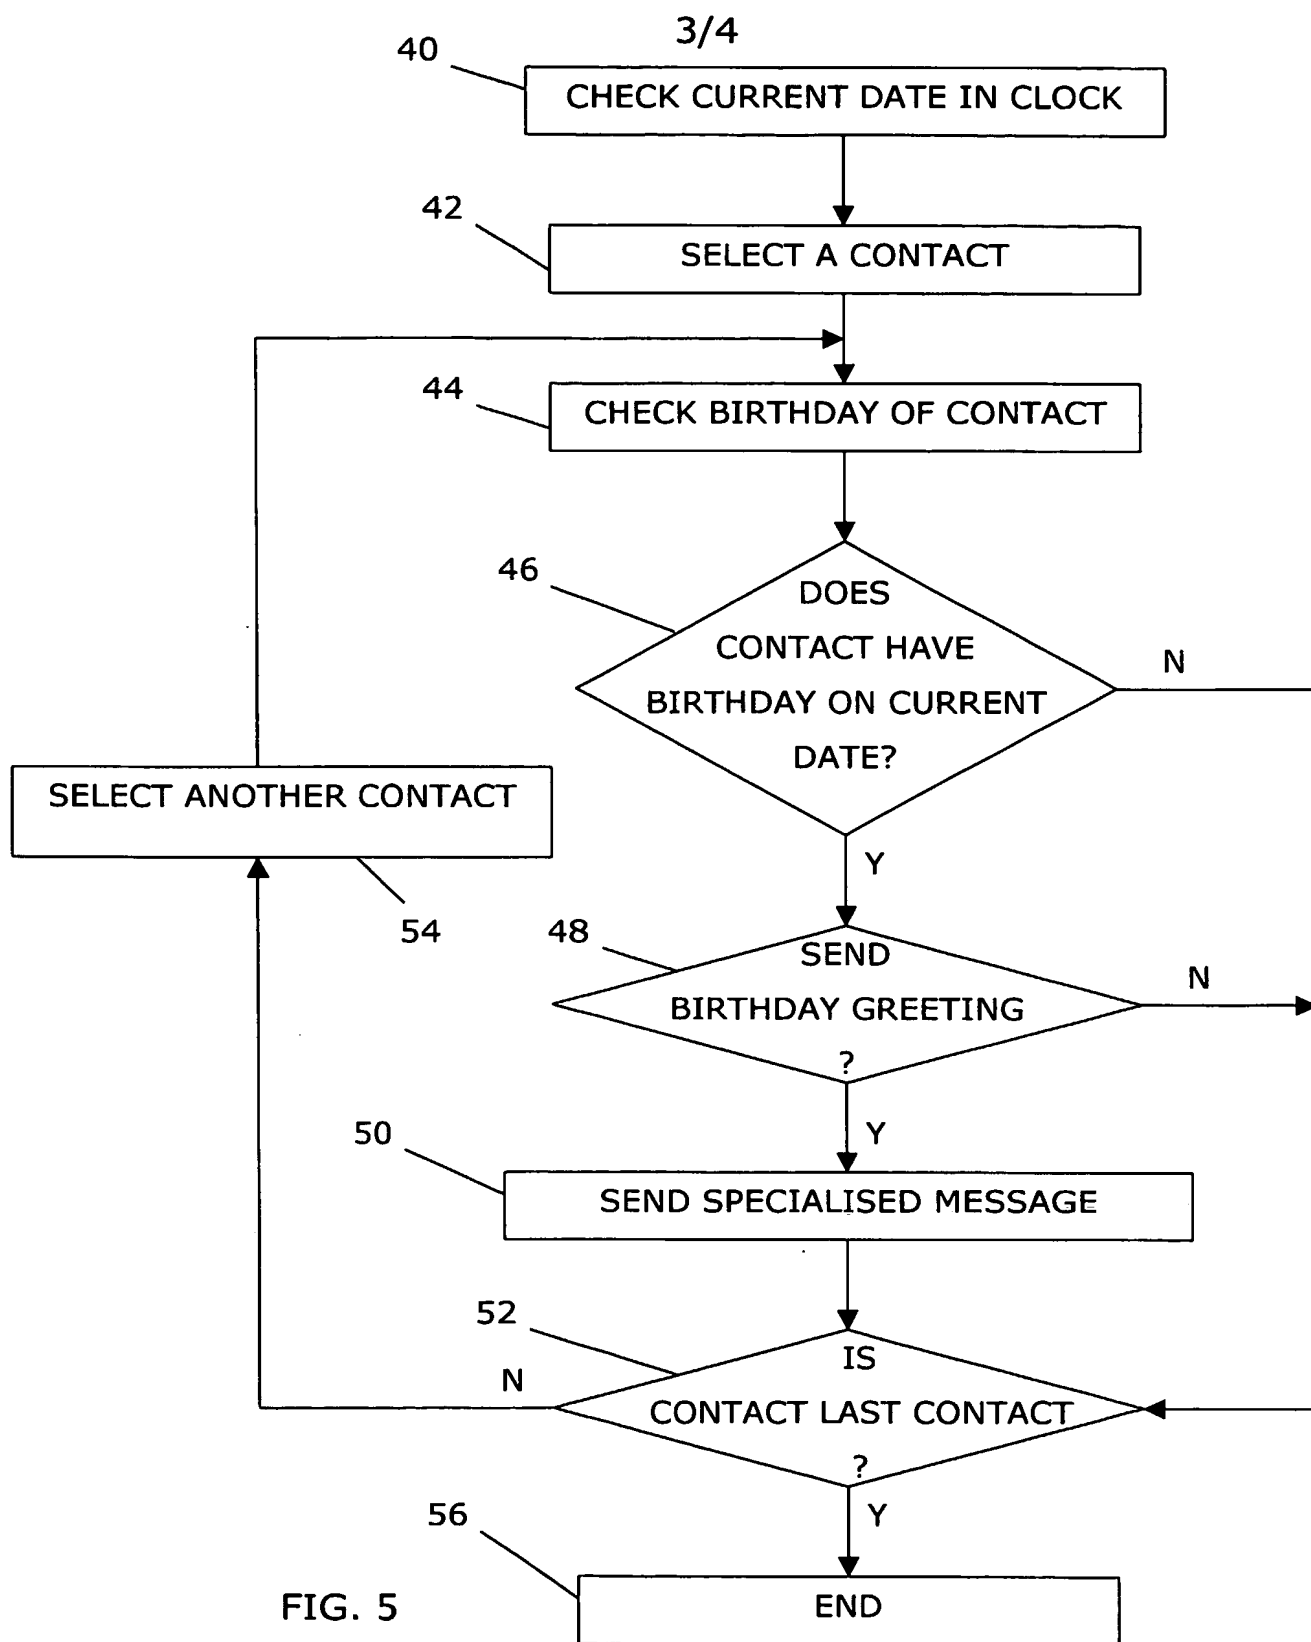 3/4
40
CHECK CURRENT DATE IN CLOCK
42
SELECT A CONTACT
44
CHECK BIRTHDAY OF CONTACT
46
DOES
CONTACT HAVE
BIRTHDAY ON CURRENT
DATE?
N
Y
SELECT ANOTHER CONTACT
54
48
SEND
BIRTHDAY GREETING
?
N
Y
50
SEND SPECIALISED MESSAGE
52
IS
CONTACT LAST CONTACT
?
N
Y
56
END
FIG. 5